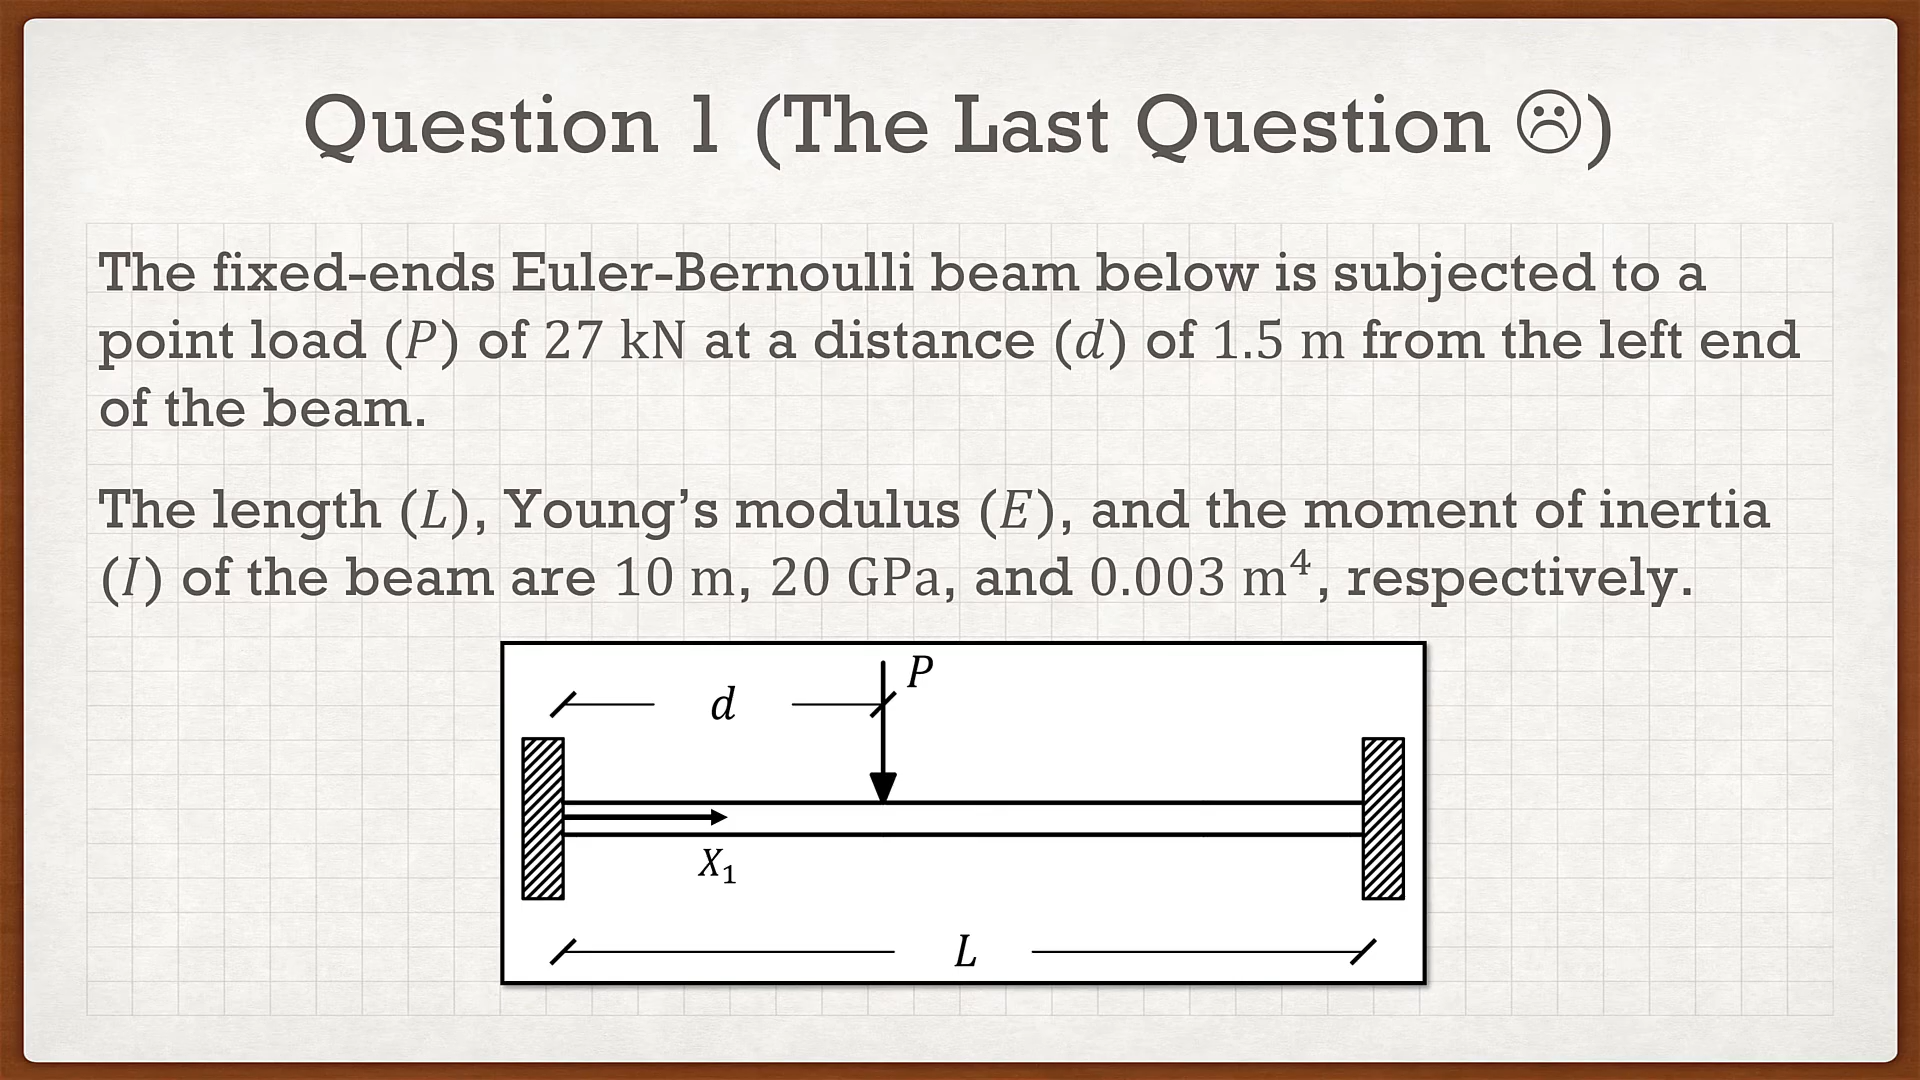 Question 1 (The Last Question ☹)
The fixed-ends Euler-Bernoulli beam below is subjected to a
point load (P) of 27 kN at a distance (d) of 1.5 m from the left end
of the beam.
The length (L), Young’s modulus (E), and the moment of inertia
(I) of the beam are 10 m, 20 GPa, and 0.003 m⁴, respectively.
P
d
X₁
L